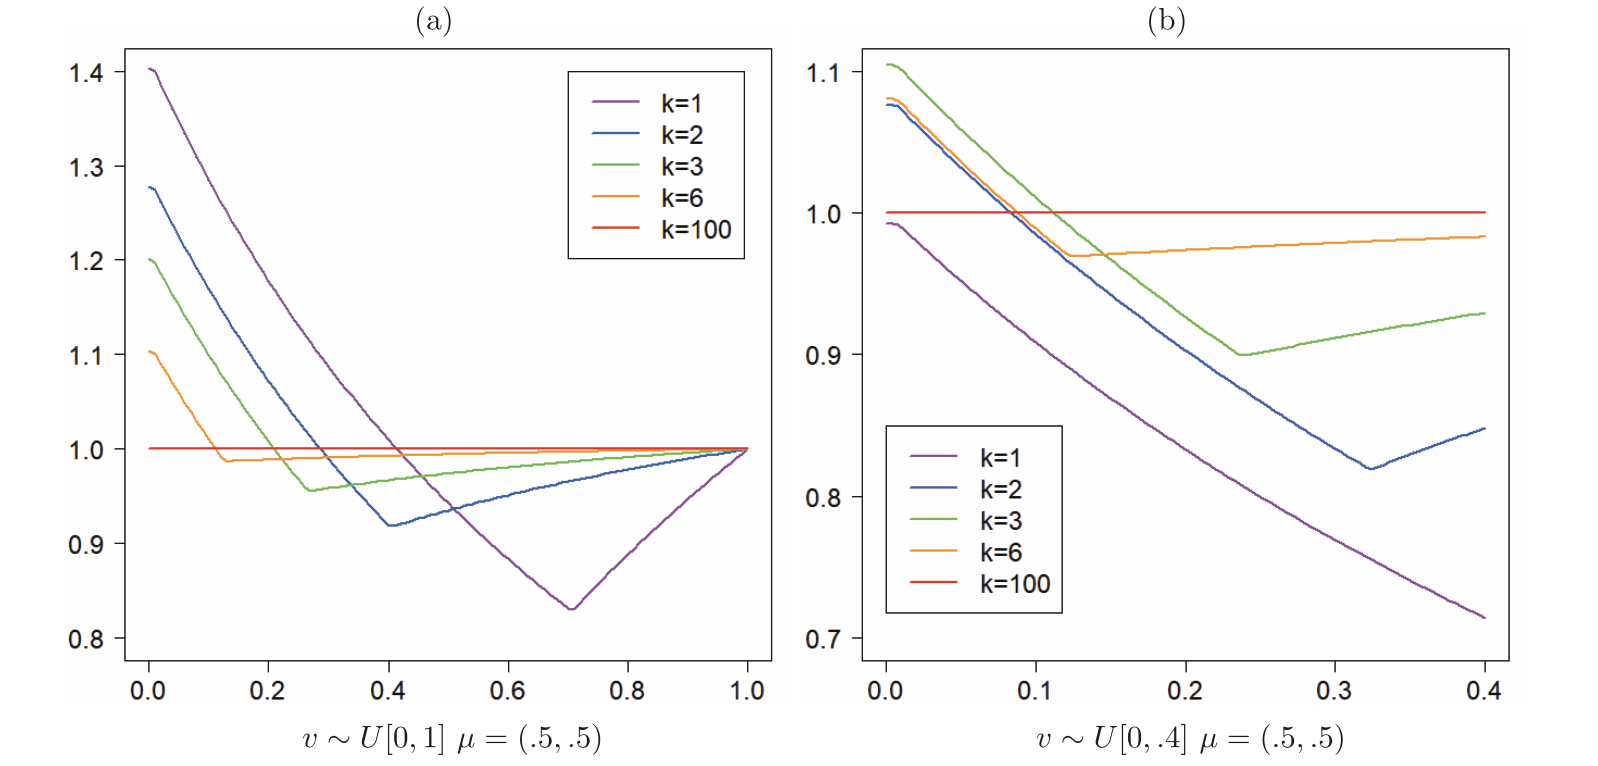 (a)
1.4
1.3
1.2
1.1
1.0
0.9
0.8
k=1
k=2
k=3
k=6
k=100
0.0 0.2 0.4 0.6 0.8 1.0
v ∼ U[0, 1] μ = (.5, .5)
(b)
1.1
1.0
0.9
0.8
0.7
k=1
k=2
k=3
k=6
k=100
0.0 0.1 0.2 0.3 0.4
v ∼ U[0, .4] μ = (.5, .5)